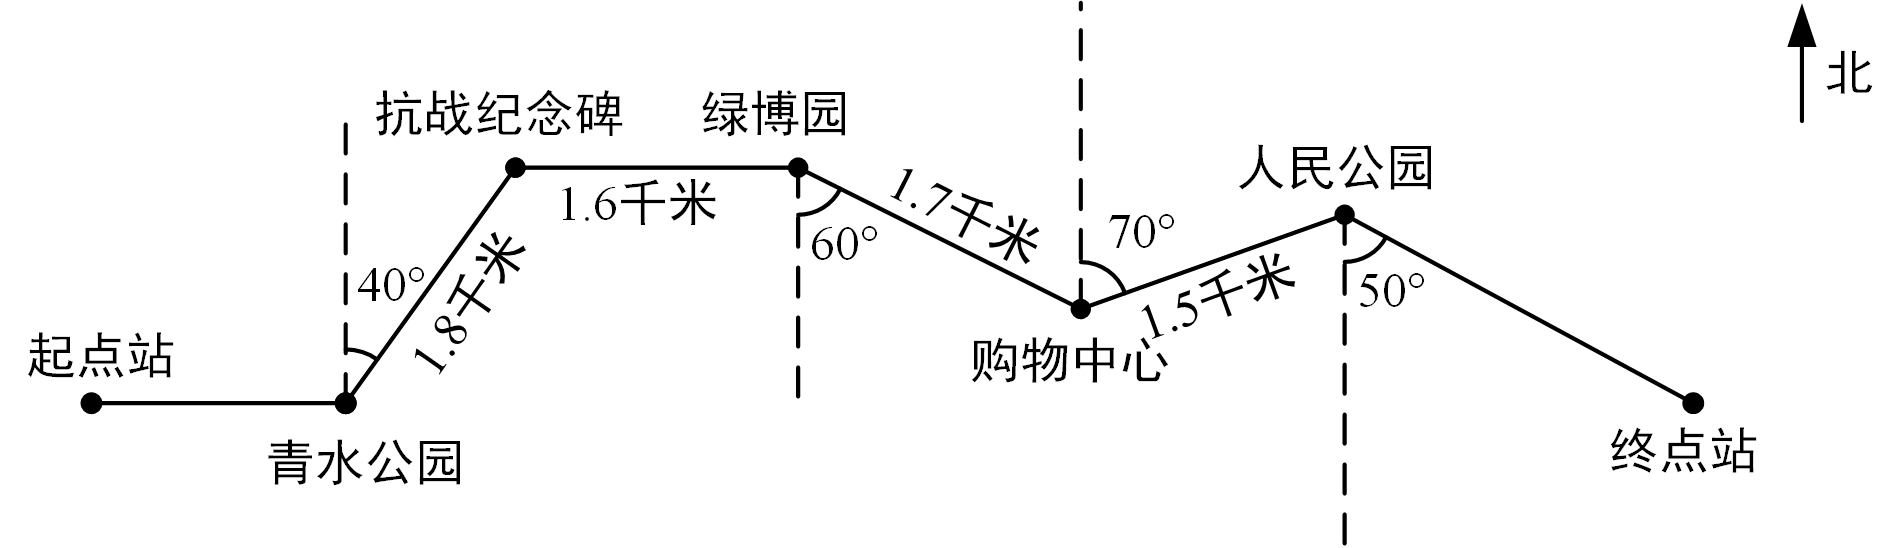 北
抗战纪念碑
绿博园
人民公园
1.6千米
1.7千米
60°
70°
40°
1.8千米
1.5千米
50°
起点站
购物中心
青水公园
终点站